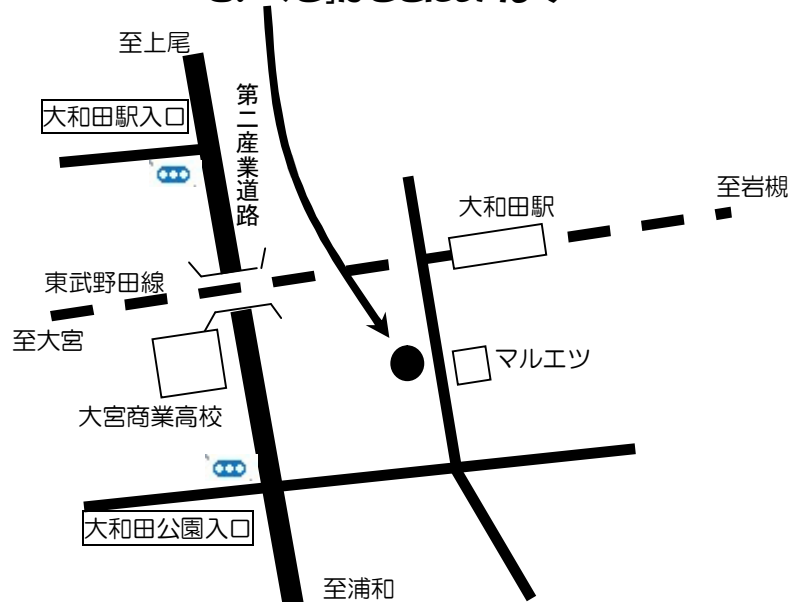 至上尾
大和田駅入口
第二産業道路
至岩槻
大和田駅
東武野田線
至大宮
マルエツ
大宮商業高校
大和田公園入口
至浦和